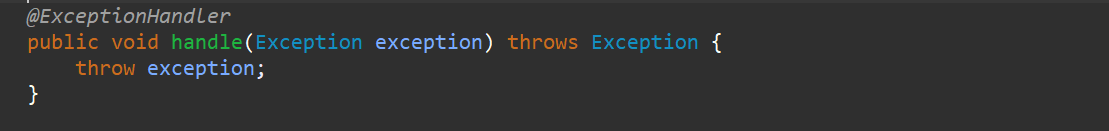 @ExceptionHandler
public void handle(Exception exception) throws Exception {
    throw exception;
}